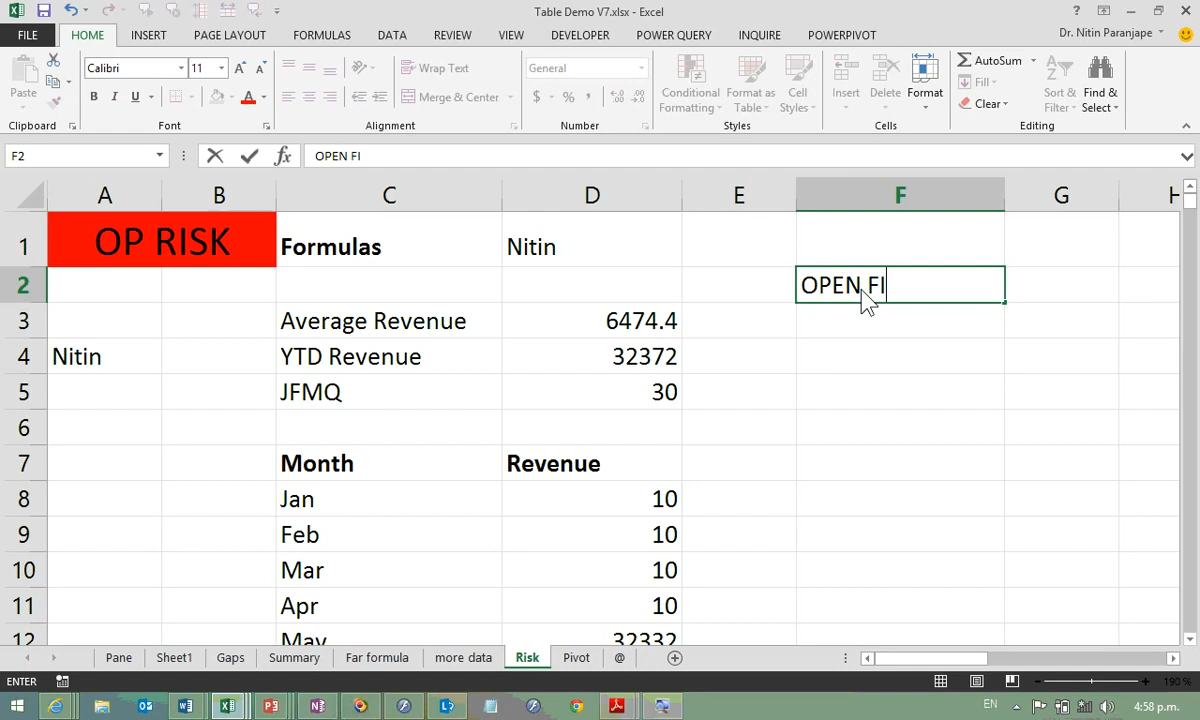 Table Demo V7.xlsx - Excel
FILE HOME INSERT PAGE LAYOUT FORMULAS DATA REVIEW VIEW DEVELOPER POWER QUERY INQUIRE POWERPIVOT Dr. Nitin Paranjape
Paste
Calibri 11
B I U
Wrap Text
Merge & Center
General
$ % ,
Conditional Formatting
Format as Table
Cell Styles
Insert Delete Format
AutoSum
Fill
Clear
Sort & Filter
Find & Select
Clipboard Font Alignment Number Styles Cells Editing
F2 fx OPEN FI
A B C D E F G H
1 OP RISK Formulas Nitin
2 OPEN FI
3 Average Revenue 6474.4
4 Nitin YTD Revenue 32372
5 JFMQ 30
6
7 Month Revenue
8 Jan 10
9 Feb 10
10 Mar 10
11 Apr 10
12 May 32332
Pane Sheet1 Gaps Summary Far formula more data Risk Pivot @
ENTER 190 %
EN 4:58 p.m.